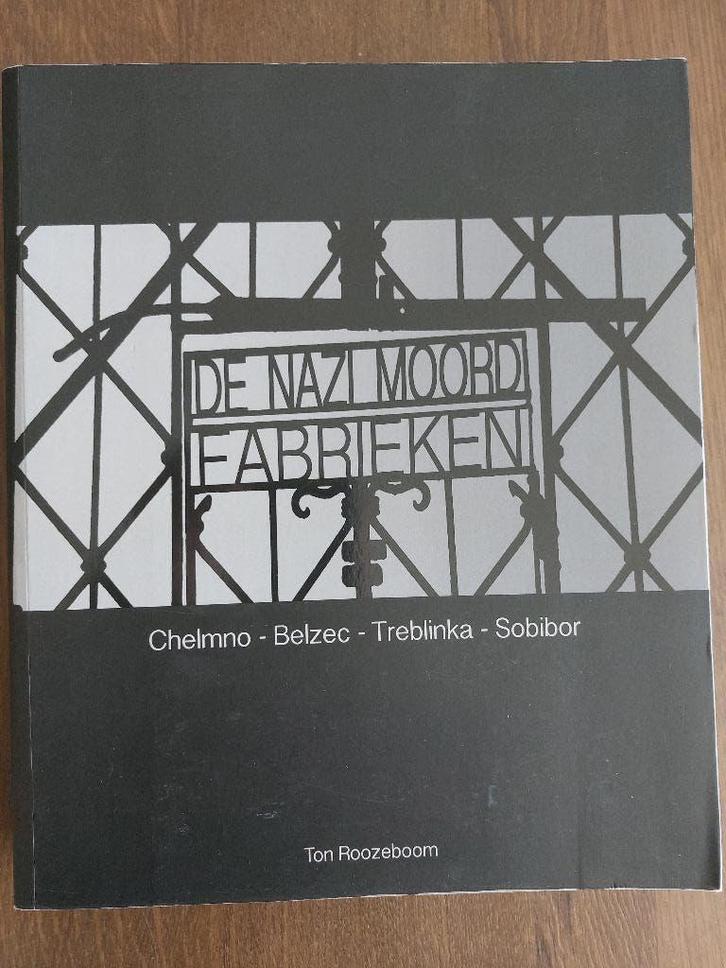 DE NAZI MOORD
FABRIEKEN
Chelmno - Belzec - Treblinka - Sobibor
Ton Roozeboom